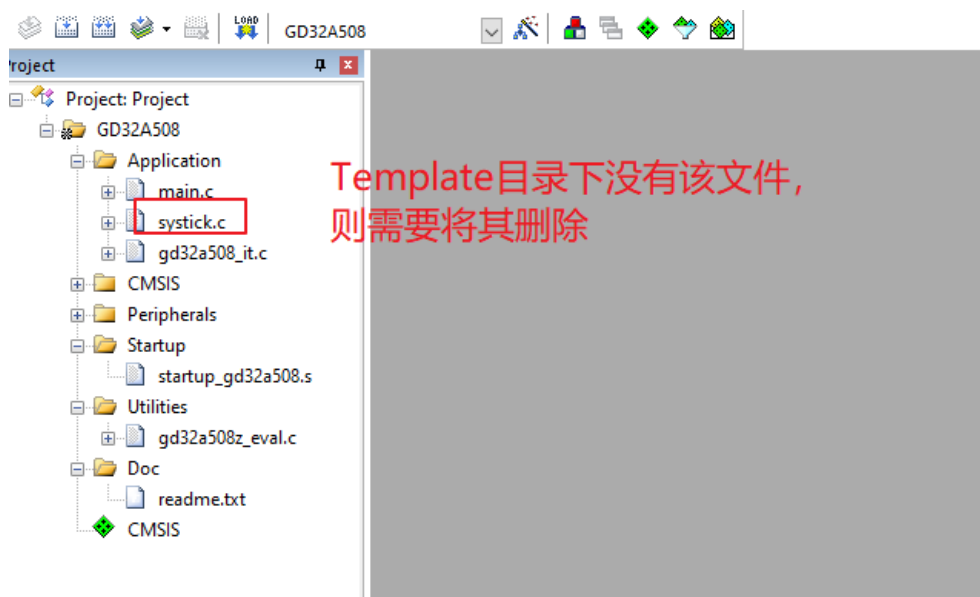 LOAD
GD32A508
roject
Project: Project
GD32A508
Application
main.c
systick.c
gd32a508_it.c
CMSIS
Peripherals
Startup
startup_gd32a508.s
Utilities
gd32a508z_eval.c
Doc
readme.txt
CMSIS
Template目录下没有该文件，
则需要将其删除